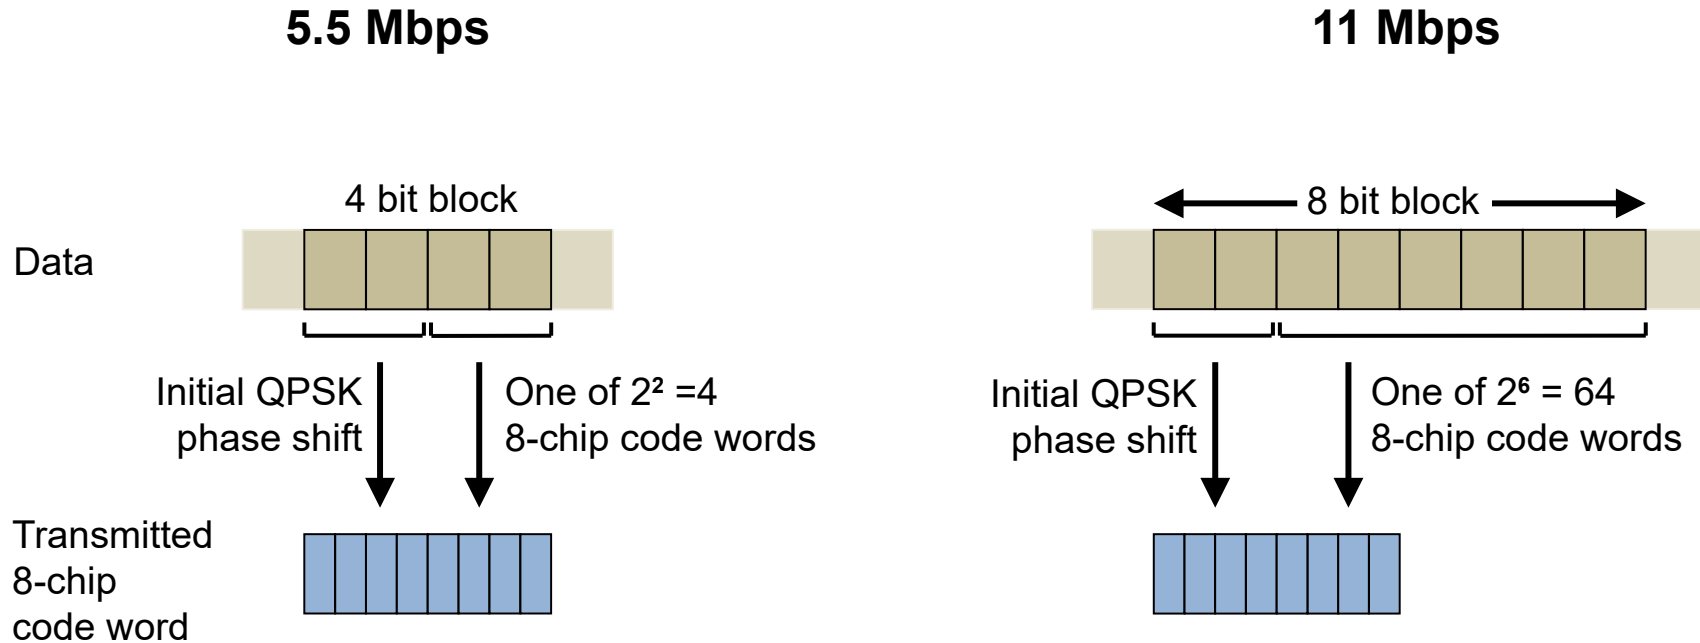 5.5 Mbps
11 Mbps
4 bit block
8 bit block
Data
Initial QPSK
phase shift
One of 2² =4
8-chip code words
Initial QPSK
phase shift
One of 2⁶ = 64
8-chip code words
Transmitted
8-chip
code word